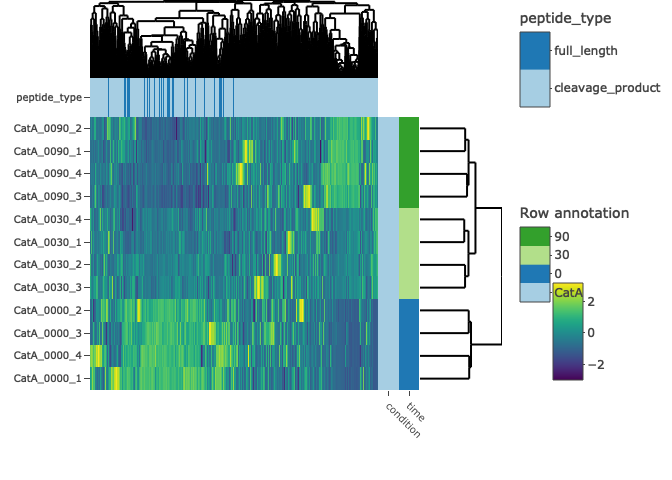 peptide_type
full_length
cleavage_product
peptide_type
CatA_0090_2
CatA_0090_1
CatA_0090_4
CatA_0090_3
CatA_0030_4
CatA_0030_1
CatA_0030_2
CatA_0030_3
CatA_0000_2
CatA_0000_3
CatA_0000_4
CatA_0000_1
Row annotation
90
30
0
CatA
2
0
−2
condition
time